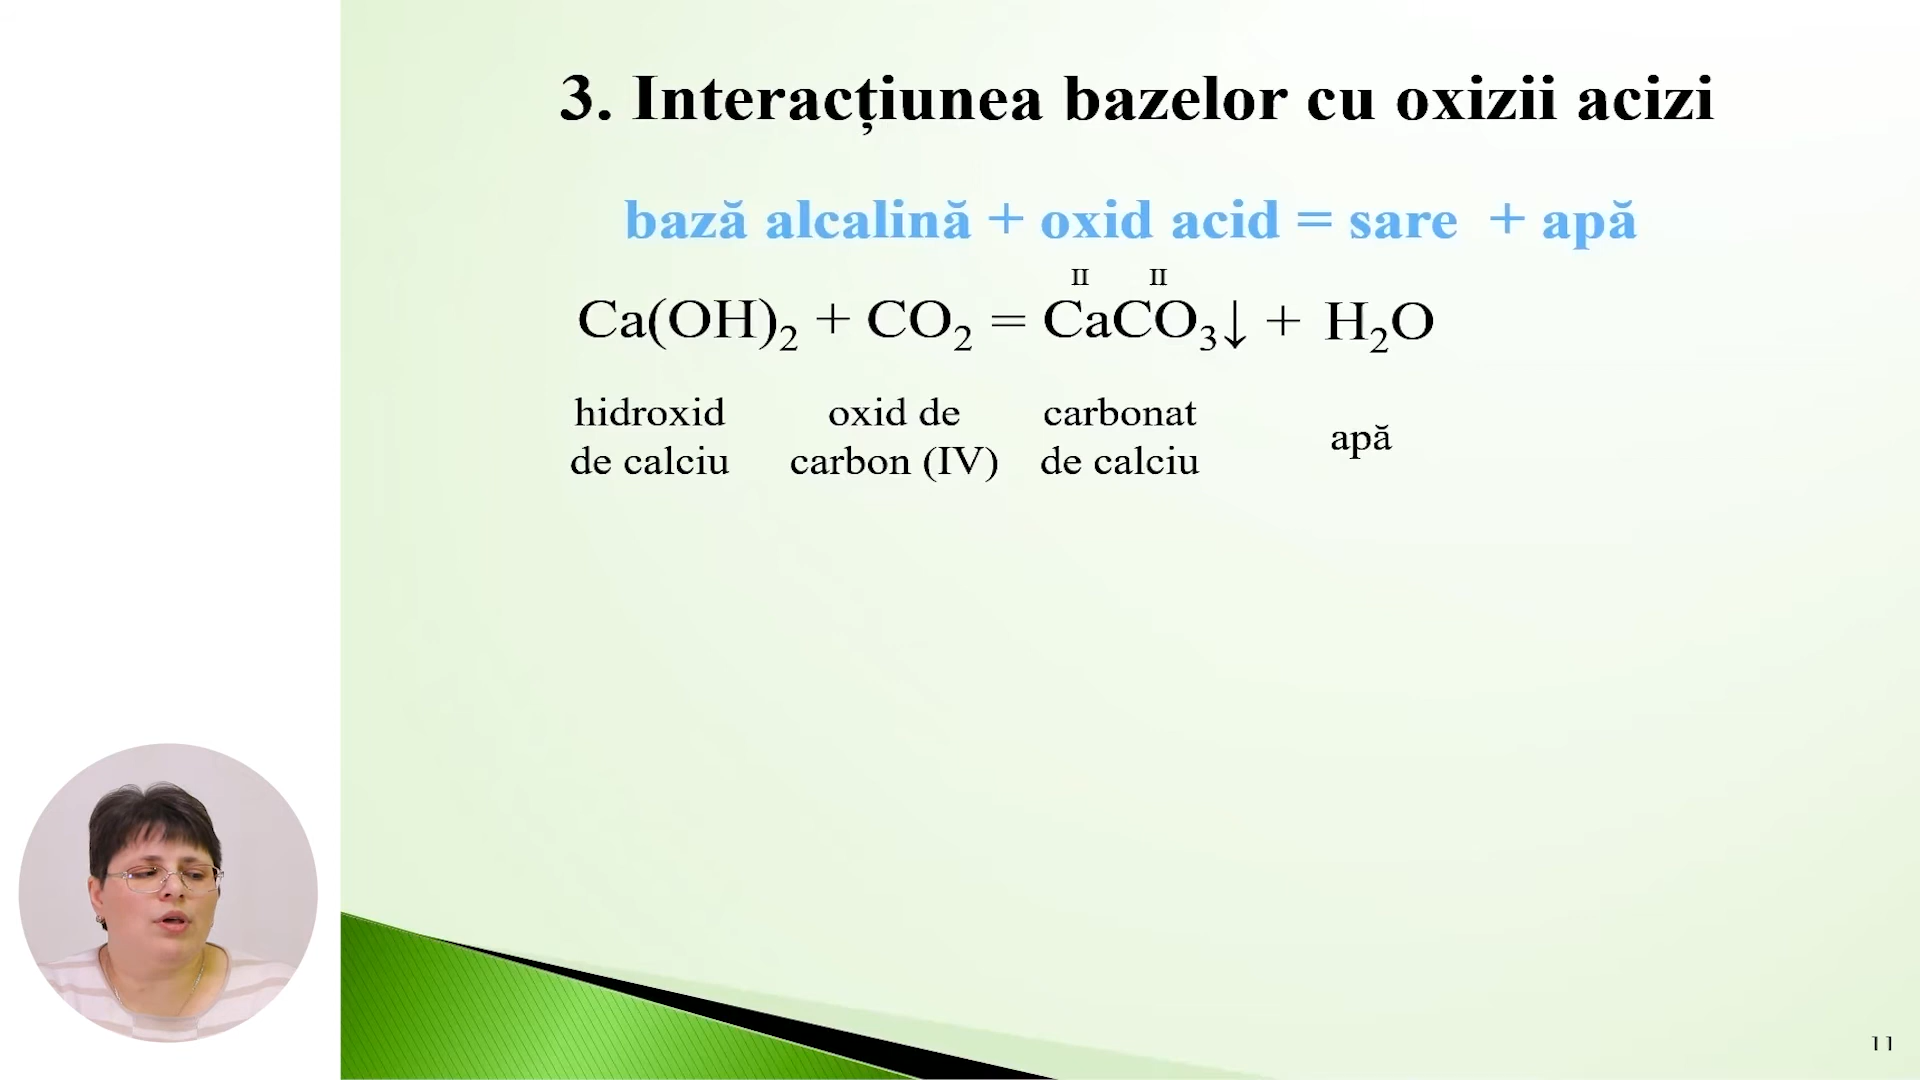 3. Interacțiunea bazelor cu oxizii acizi
bază alcalină + oxid acid = sare + apă
II II
Ca(OH)₂ + CO₂ = CaCO₃↓ + H₂O
hidroxid de calciu
oxid de carbon (IV)
carbonat de calciu
apă
11